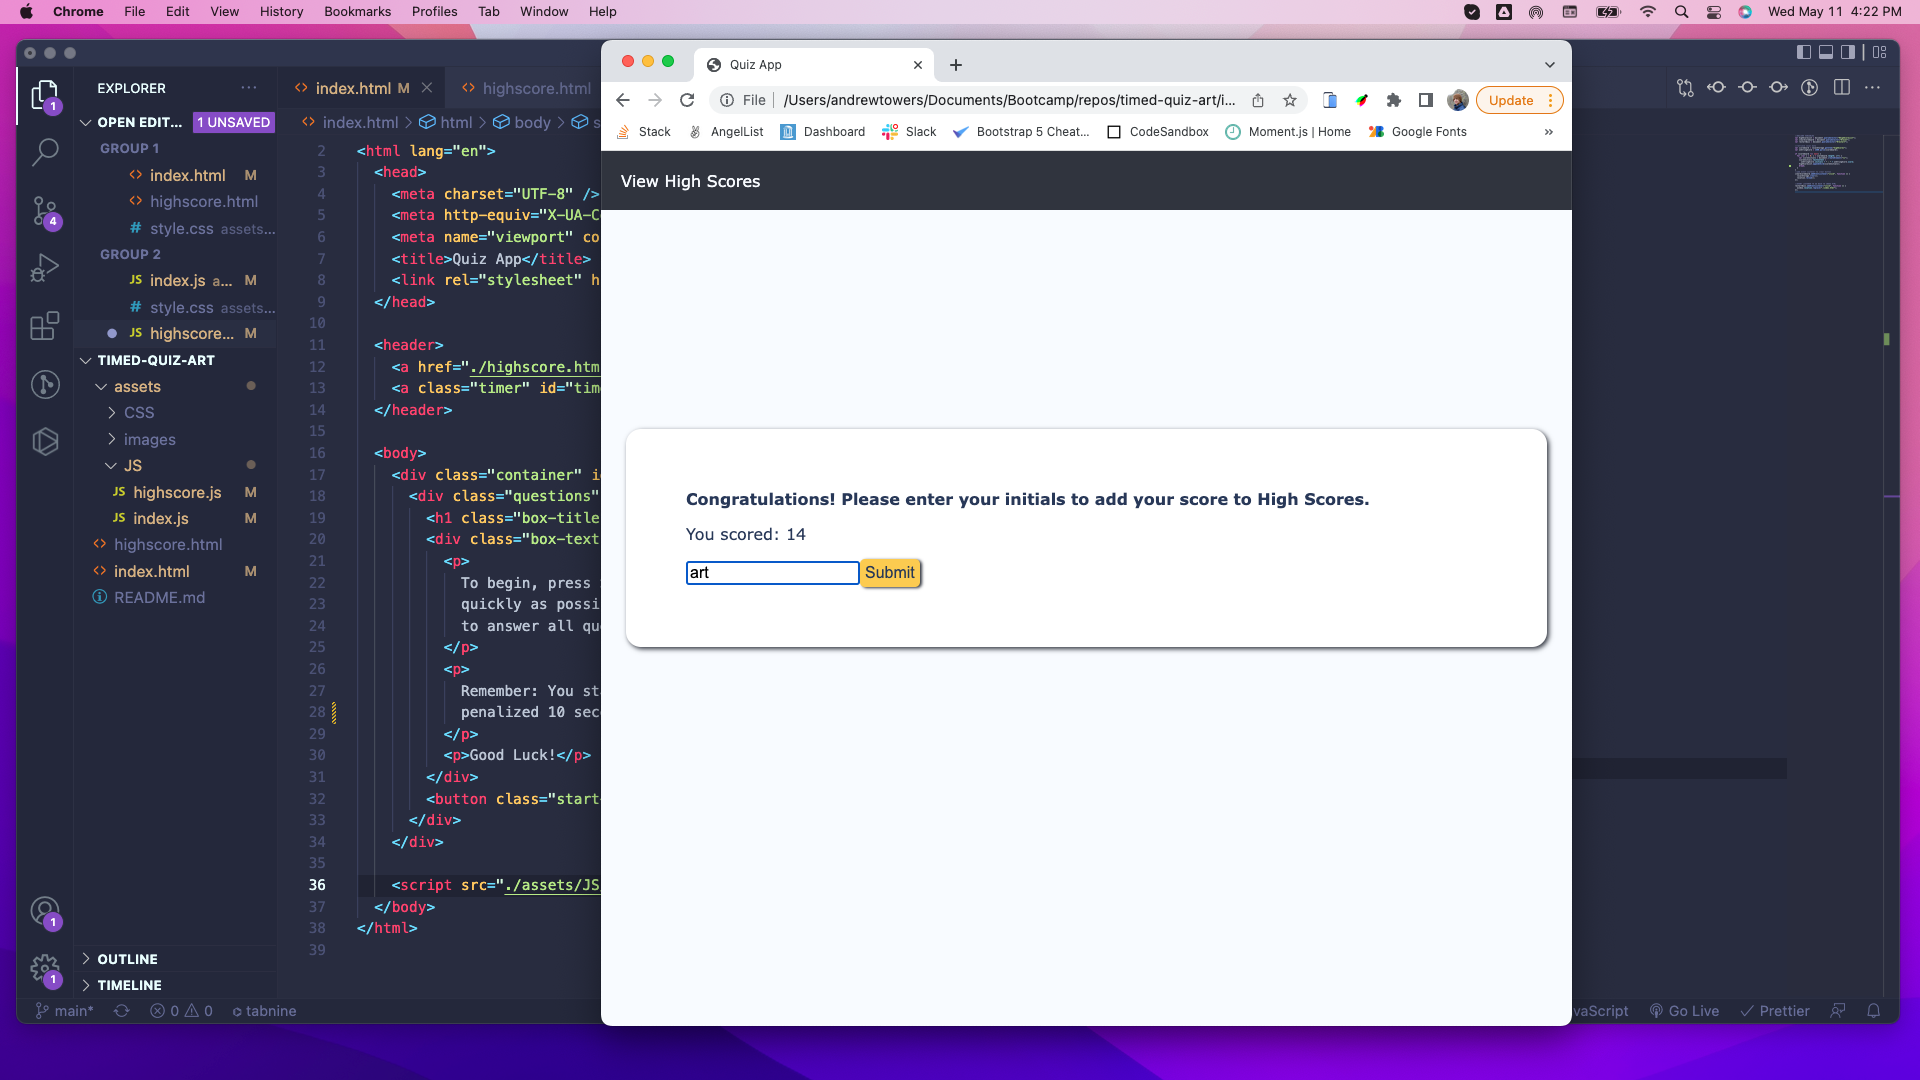 Chrome File Edit View History Bookmarks Profiles Tab Window Help
Wed May 11 4:22 PM
EXPLORER
OPEN EDIT... 1 UNSAVED
GROUP 1
index.html M
highscore.html
style.css assets...
GROUP 2
JS index.js a... M
style.css assets...
JS highscore... M
TIMED-QUIZ-ART
assets
CSS
images
JS
JS highscore.js M
JS index.js M
highscore.html
index.html M
README.md
OUTLINE
TIMELINE
1
4
1
1
index.html M
highscore.html
index.html > html > body > s
2 <html lang="en">
3 <head>
4 <meta charset="UTF-8" />
5 <meta http-equiv="X-UA-C
6 <meta name="viewport" co
7 <title>Quiz App</title>
8 <link rel="stylesheet" h
9 </head>
10
11 <header>
12 <a href="./highscore.htm
13 <a class="timer" id="tim
14 </header>
15
16 <body>
17 <div class="container" i
18 <div class="questions"
19 <h1 class="box-title
20 <div class="box-text
21 <p>
22 To begin, press
23 quickly as possi
24 to answer all qu
25 </p>
26 <p>
27 Remember: You st
28 penalized 10 sec
29 </p>
30 <p>Good Luck!</p>
31 </div>
32 <button class="start
33 </div>
34 </div>
35
36 <script src="./assets/JS
37 </body>
38 </html>
39
main* 0 0 tabnine
vaScript Go Live Prettier
Quiz App
File /Users/andrewtowers/Documents/Bootcamp/repos/timed-quiz-art/i... Update
Stack AngelList Dashboard Slack Bootstrap 5 Cheat... CodeSandbox Moment.js | Home Google Fonts »
View High Scores
Congratulations! Please enter your initials to add your score to High Scores.
You scored: 14
art Submit